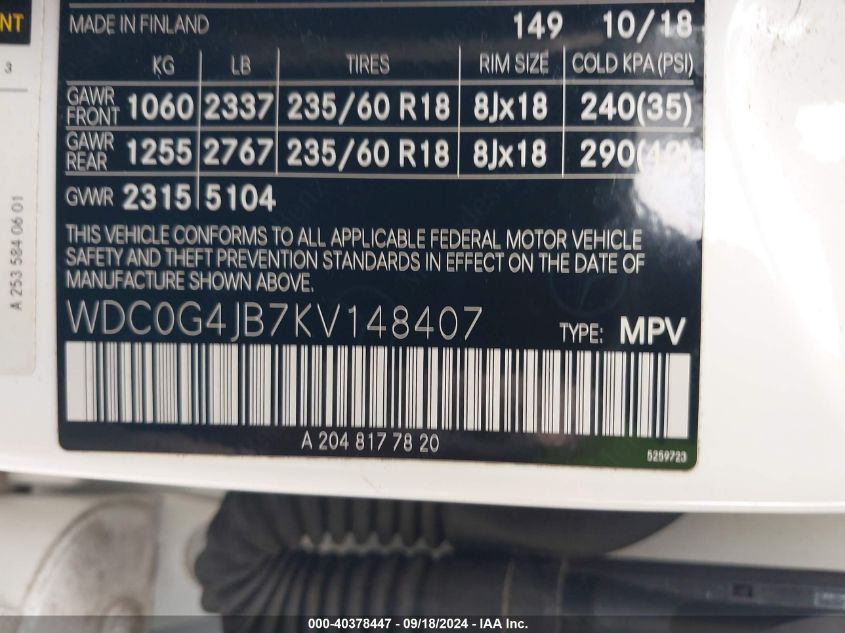 NT
3
A 253 584 06 01
MADE IN FINLAND 149 10/18
KG LB TIRES RIM SIZE COLD KPA (PSI)
GAWR FRONT 1060 2337 235/60 R18 8Jx18 240(35)
GAWR REAR 1255 2767 235/60 R18 8Jx18 290(42)
GVWR 2315 5104
THIS VEHICLE CONFORMS TO ALL APPLICABLE FEDERAL MOTOR VEHICLE
SAFETY AND THEFT PREVENTION STANDARDS IN EFFECT ON THE DATE OF
MANUFACTURE SHOWN ABOVE.
WDC0G4JB7KV148407 TYPE: MPV
A 204 817 78 20
5259723
000-40378447 - 09/18/2024 - IAA Inc.